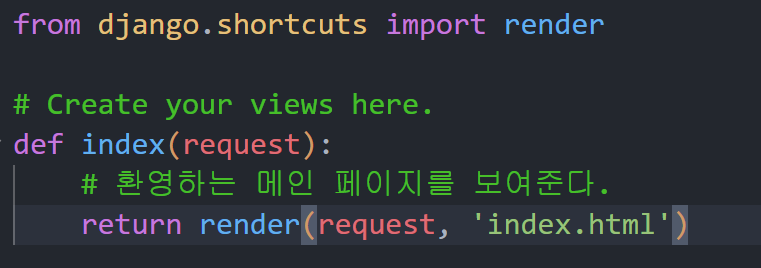 from django.shortcuts import render
# Create your views here.
def index(request):
# 환영하는 메인 페이지를 보여준다.
return render(request, 'index.html')